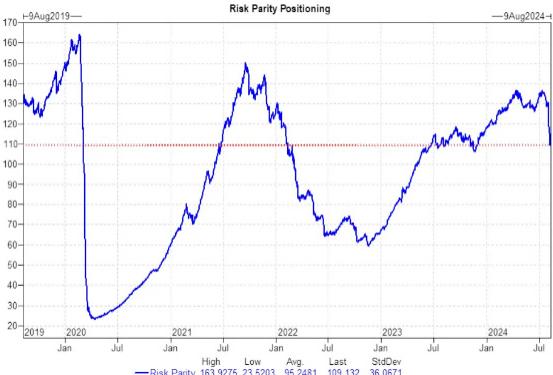 Risk Parity Positioning
9Aug2019
9Aug2024
170
160
150
140
130
120
110
100
90
80
70
60
50
40
30
20
2019 2020 2021 2022 2023 2024
Jan Jul Jan Jul Jan Jul Jan Jul Jan Jul
High Low Avg. Last StdDev
Risk Parity 163.9275 23.5203 95.2481 109.132 36.0671